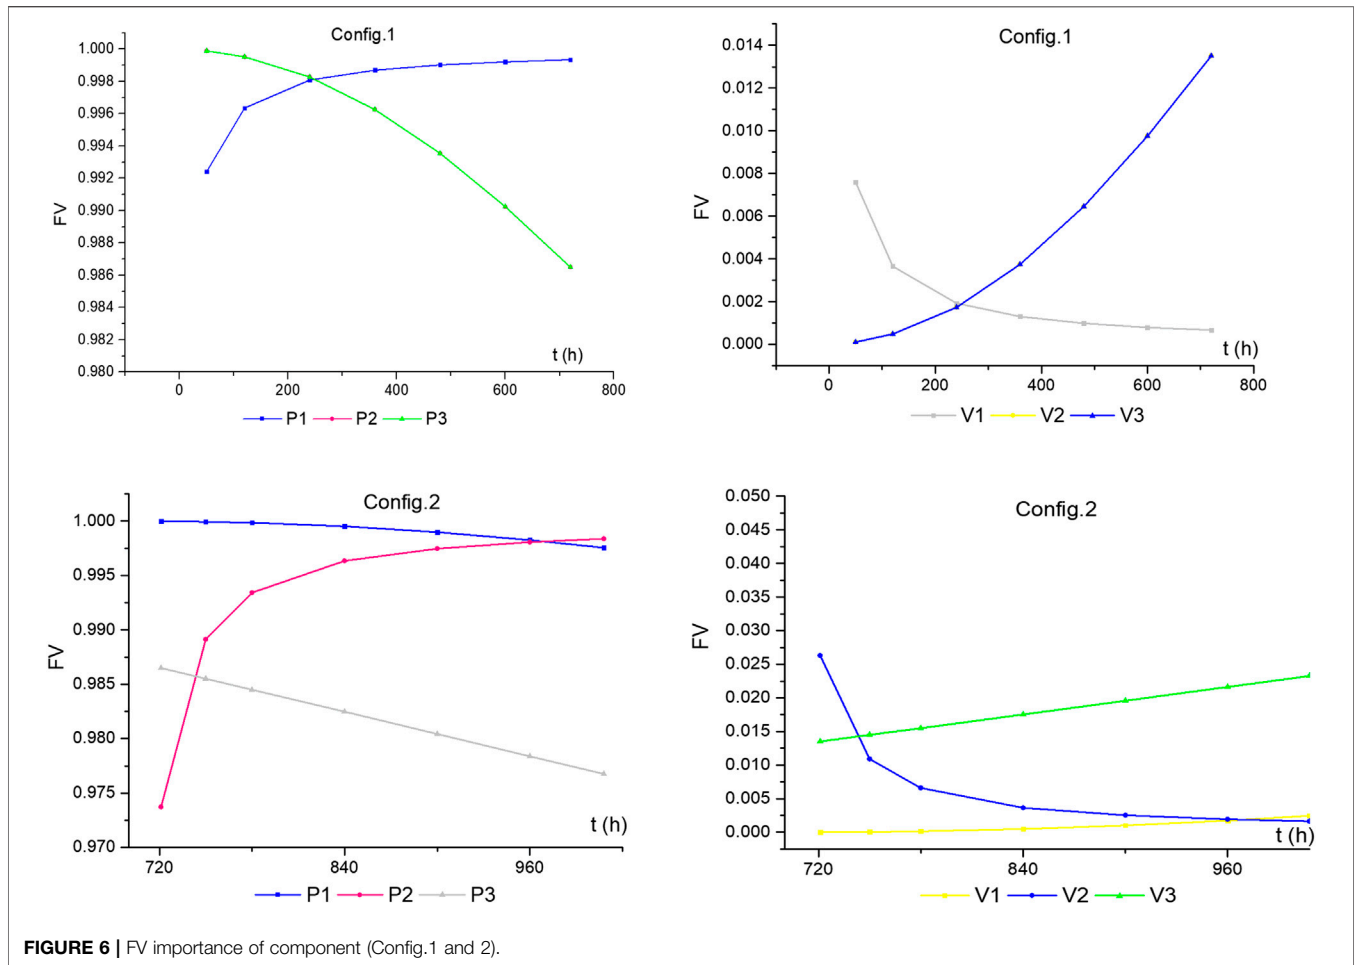 Config.1
1.000
0.998
0.996
0.994
0.992
0.990
0.988
0.986
0.984
0.982
0.980
FV
t (h)
0 200 400 600 800
P1 P2 P3
Config.1
0.014
0.012
0.010
0.008
0.006
0.004
0.002
0.000
FV
t (h)
0 200 400 600 800
V1 V2 V3
Config.2
1.000
0.995
0.990
0.985
0.980
0.975
0.970
FV
t (h)
720 840 960
P1 P2 P3
Config.2
0.050
0.045
0.040
0.035
0.030
0.025
0.020
0.015
0.010
0.005
0.000
FV
t (h)
720 840 960
V1 V2 V3
FIGURE 6 | FV importance of component (Config.1 and 2).